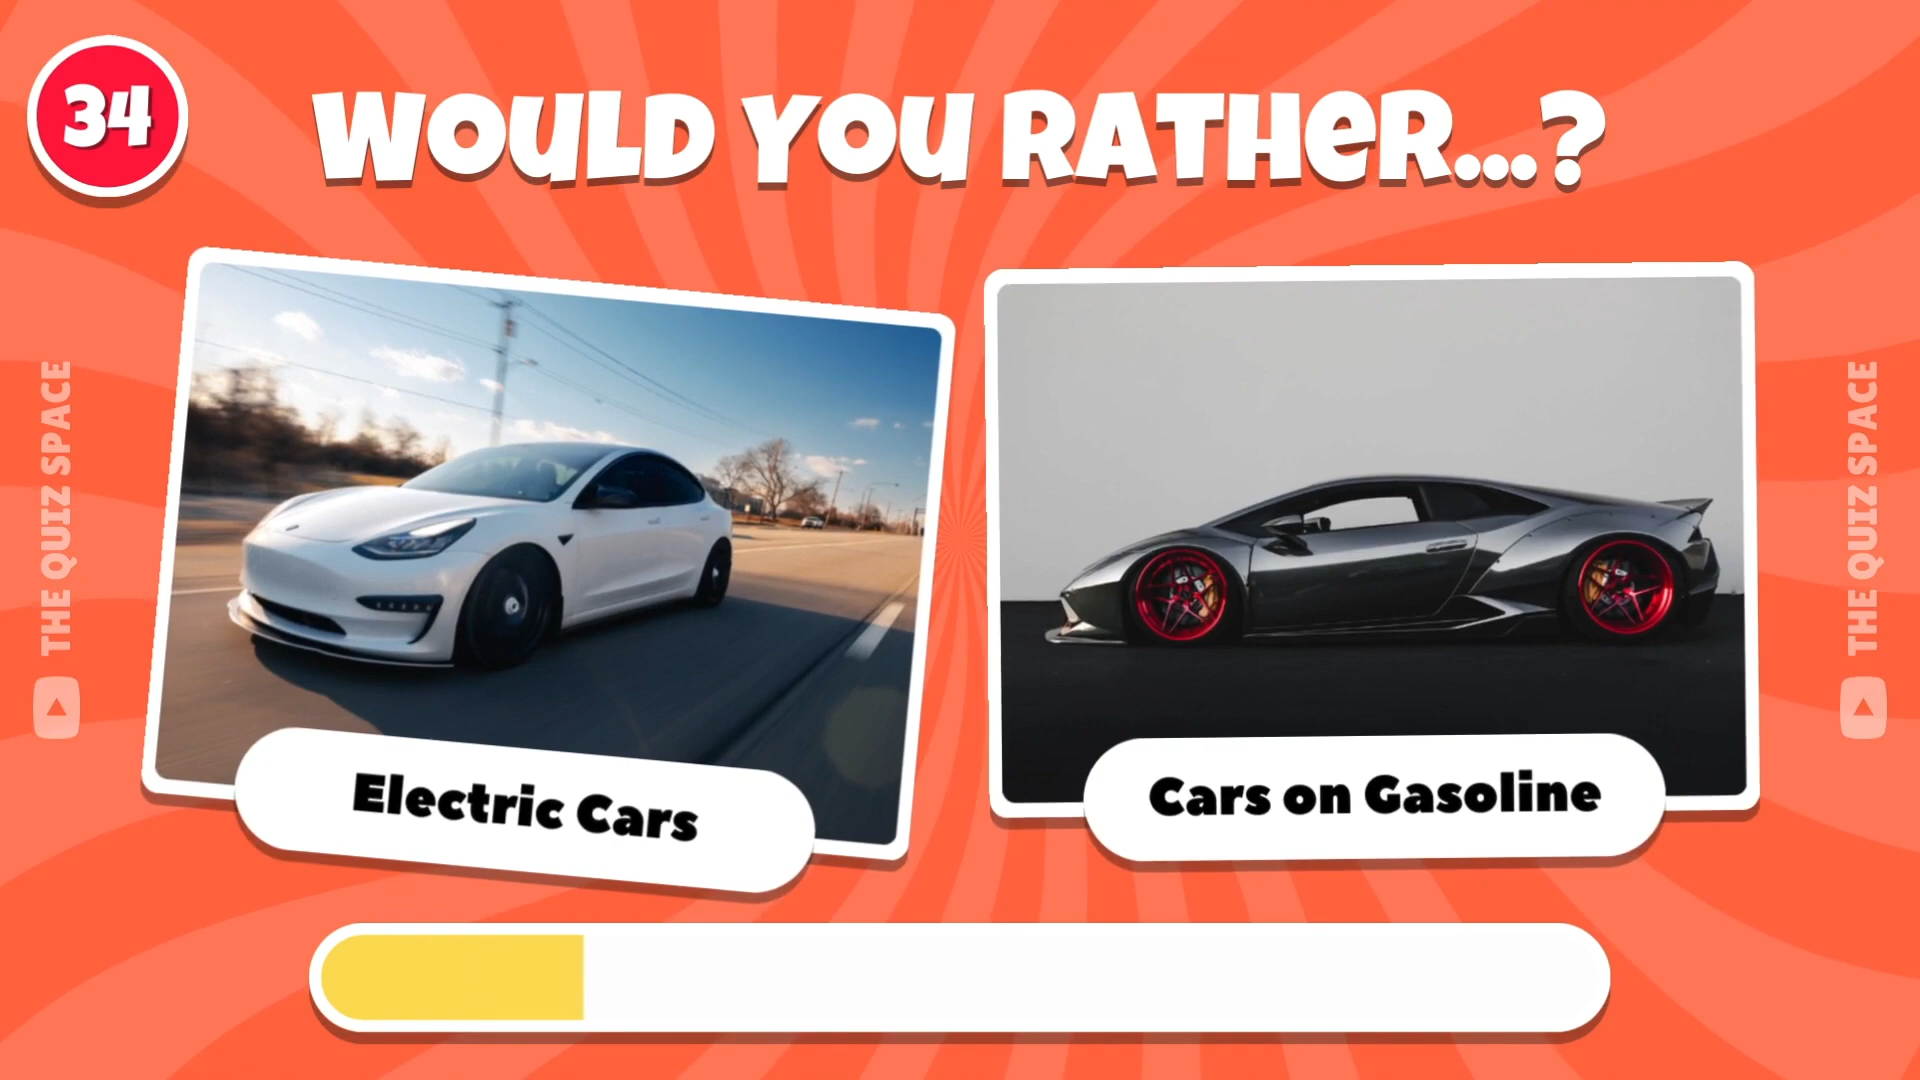 34
WOULD YOU RATHER...?
THE QUIZ SPACE
THE QUIZ SPACE
Electric Cars
Cars on Gasoline